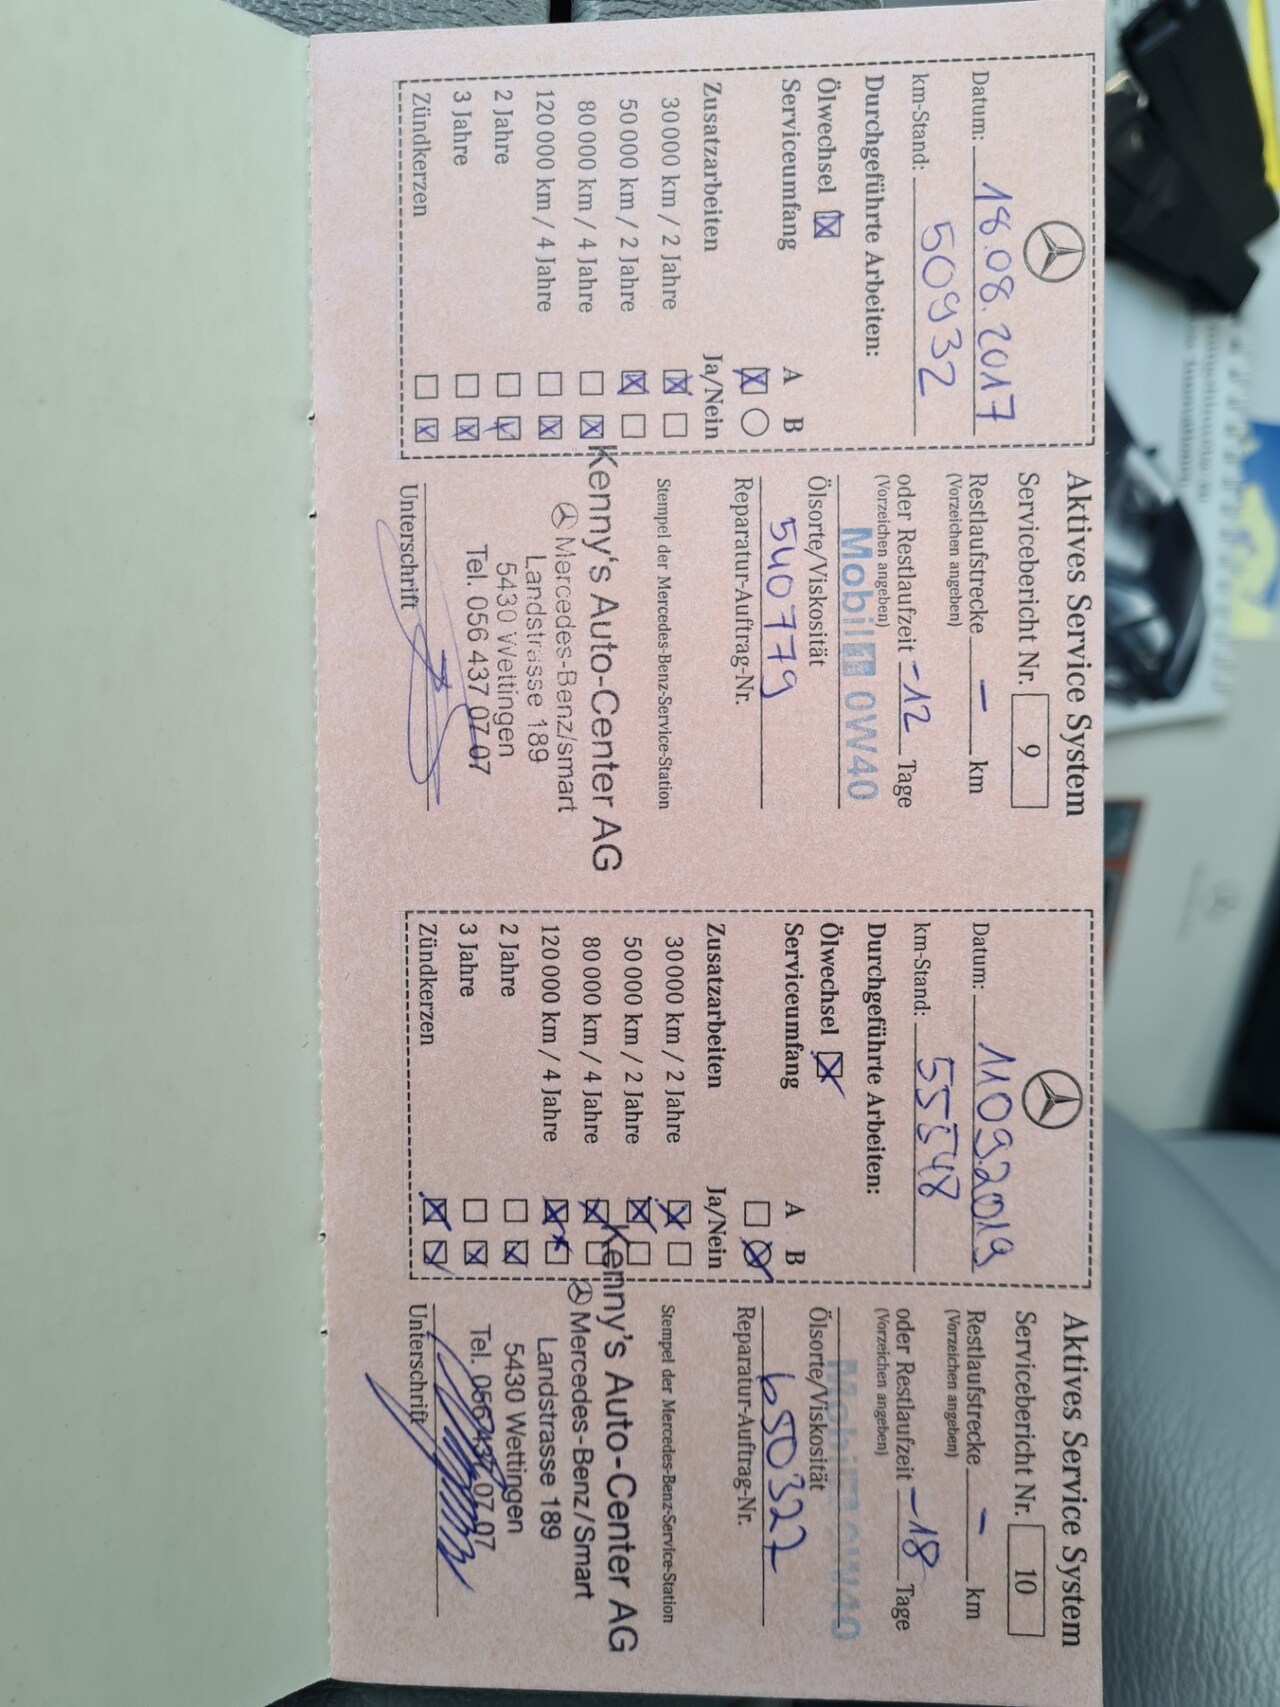 Aktives Service System
Datum: 18.08.2017
Servicebericht Nr. 9
km-Stand: 50932
Restlaufstrecke – km
(Vorzeichen angeben)
Durchgeführte Arbeiten:
oder Restlaufzeit -12 Tage
(Vorzeichen angeben)
Ölwechsel ☒
Mobil 1 0W40
Ölsorte/Viskosität
Serviceumfang A B
☒ ○
540779
Reparatur-Auftrag-Nr.
Zusatzarbeiten Ja/Nein
30 000 km / 2 Jahre ☒ ☐
50 000 km / 2 Jahre ☒ ☐
80 000 km / 4 Jahre ☐ ☒
120 000 km / 4 Jahre ☐ ☒
2 Jahre ☐ ☒
3 Jahre ☐ ☒
Zündkerzen ☐ ☒
Stempel der Mercedes-Benz-Service-Station
Kenny's Auto-Center AG
Mercedes-Benz/smart
Landstrasse 189
5430 Wettingen
Tel. 056 437 07 07
Unterschrift
Aktives Service System
Datum: 11092019
Servicebericht Nr. 10
km-Stand: 55548
Restlaufstrecke – km
(Vorzeichen angeben)
Durchgeführte Arbeiten:
oder Restlaufzeit -18 Tage
(Vorzeichen angeben)
Ölwechsel ☒
Mobil 1 0W40
Ölsorte/Viskosität
Serviceumfang A B
☐ ☒
650327
Reparatur-Auftrag-Nr.
Zusatzarbeiten Ja/Nein
30 000 km / 2 Jahre ☒ ☐
50 000 km / 2 Jahre ☒ ☐
80 000 km / 4 Jahre ☒ ☐
120 000 km / 4 Jahre ☒ ☐
2 Jahre ☐ ☒
3 Jahre ☐ ☒
Zündkerzen ☒ ☒
Stempel der Mercedes-Benz-Service-Station
Kenny's Auto-Center AG
Mercedes-Benz/Smart
Landstrasse 189
5430 Wettingen
Tel. 056 437 07 07
Unterschrift